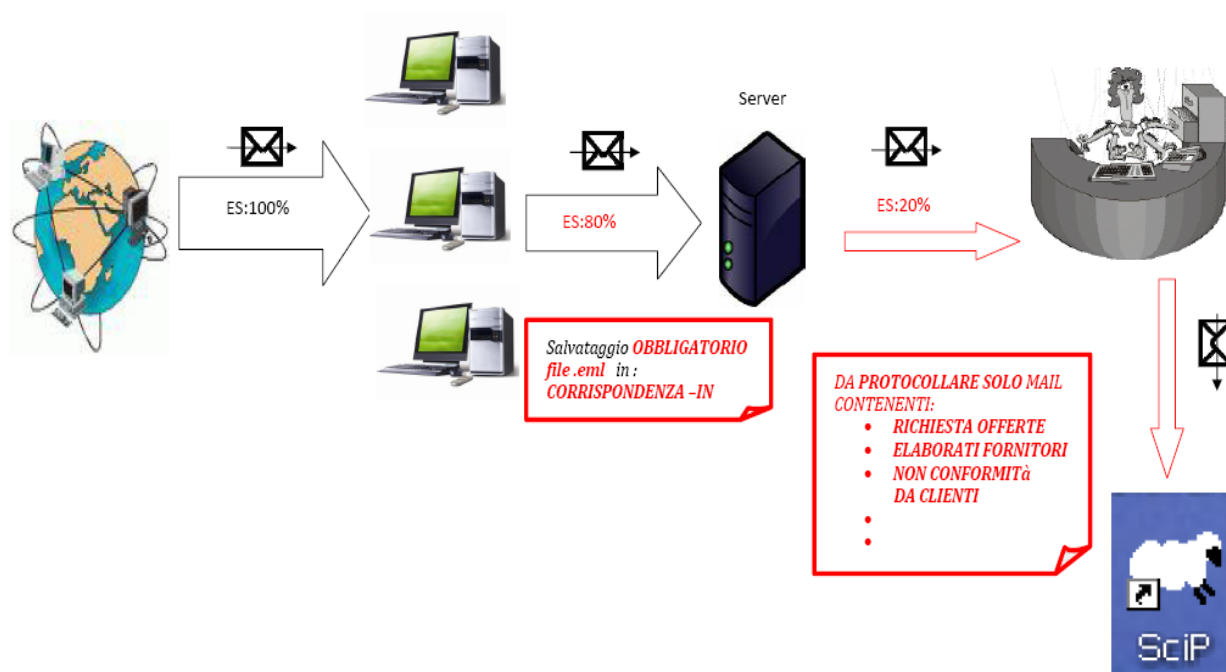 Server
ES:100%
ES:80%
ES:20%
Salvataggio OBBLIGATORIO
file .eml in :
CORRISPONDENZA –IN
DA PROTOCOLLARE SOLO MAIL
CONTENENTI:
• RICHIESTA OFFERTE
• ELABORATI FORNITORI
• NON CONFORMITà
DA CLIENTI
•
•
SciP